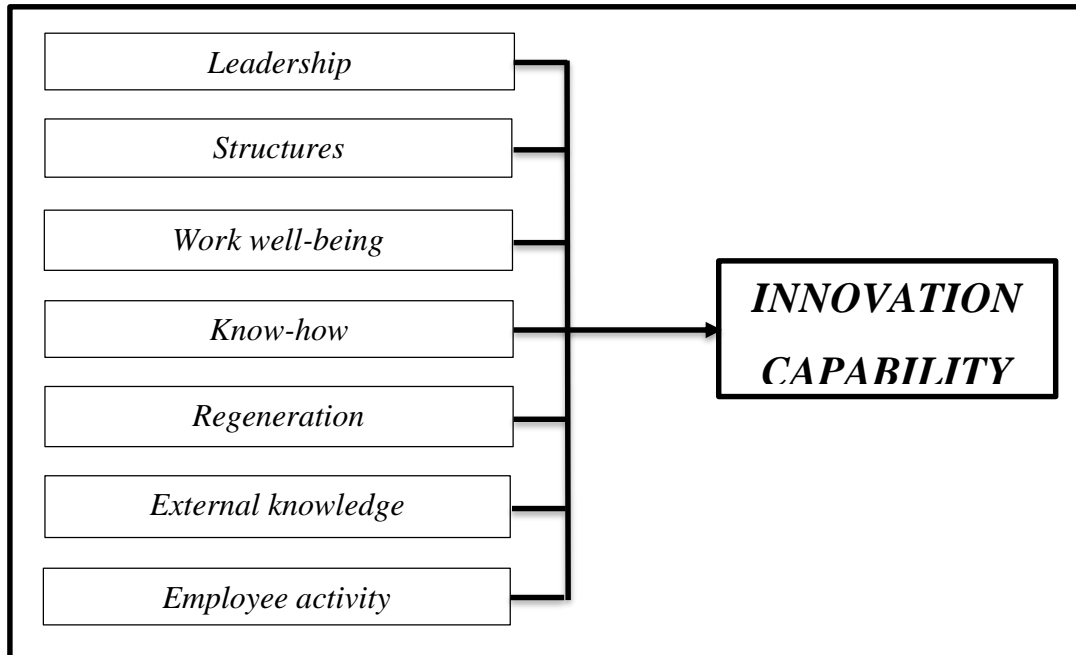 Leadership
Structures
Work well-being
Know-how
Regeneration
External knowledge
Employee activity
INNOVATION
CAPABILITY